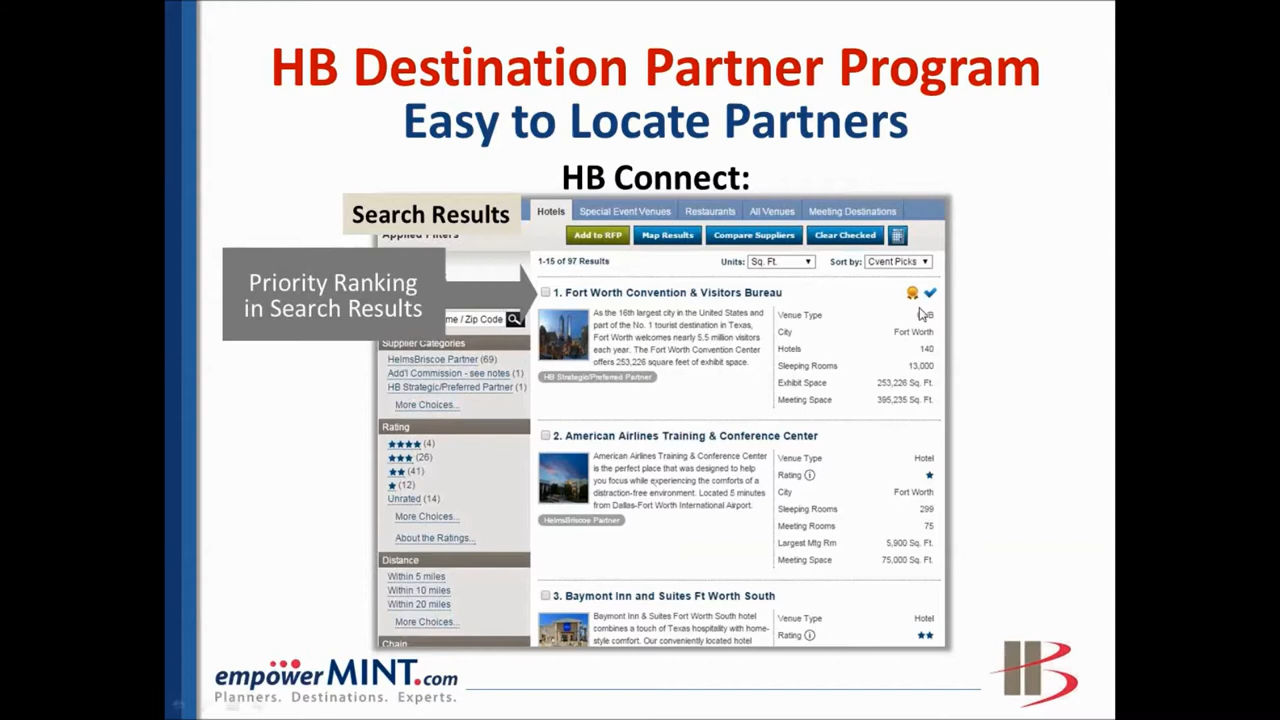 HB Destination Partner Program
Easy to Locate Partners
HB Connect:
Search Results
Priority Ranking
in Search Results
Hotels Special Event Venues Restaurants All Venues Meeting Destinations
Add to RFP Map Results Compare Suppliers Clear Checked
1-15 of 97 Results Units: Sq. Ft. Sort by: Cvent Picks
me / Zip Code
Supplier Categories
HelmsBriscoe Partner (69)
Add'l Commission - see notes (1)
HB Strategic/Preferred Partner (1)
More Choices...
Rating
(4)
(26)
(41)
(12)
Unrated (14)
More Choices...
About the Ratings...
Distance
Within 5 miles
Within 10 miles
Within 20 miles
More Choices...
Chain
1. Fort Worth Convention & Visitors Bureau
As the 16th largest city in the United States and
part of the No. 1 tourist destination in Texas,
Fort Worth welcomes nearly 5.5 million visitors
each year. The Fort Worth Convention Center
offers 253,226 square feet of exhibit space.
HB Strategic/Preferred Partner
Venue Type
City Fort Worth
Hotels 140
Sleeping Rooms 13,000
Exhibit Space 253,226 Sq. Ft.
Meeting Space 395,235 Sq. Ft.
2. American Airlines Training & Conference Center
American Airlines Training & Conference Center
is the perfect place that was designed to help
you focus while experiencing the comforts of a
distraction-free environment. Located 5 minutes
from Dallas-Fort Worth International Airport.
HelmsBriscoe Partner
Venue Type Hotel
Rating
City Fort Worth
Sleeping Rooms 299
Meeting Rooms 75
Largest Mtg Rm 5,900 Sq. Ft.
Meeting Space 75,000 Sq. Ft.
3. Baymont Inn and Suites Ft Worth South
Baymont Inn & Suites Fort Worth South hotel
combines a touch of Texas hospitality with home-
style comfort. Our conveniently located hotel
Venue Type Hotel
Rating
empowerMINT.com
Planners. Destinations. Experts.
HB